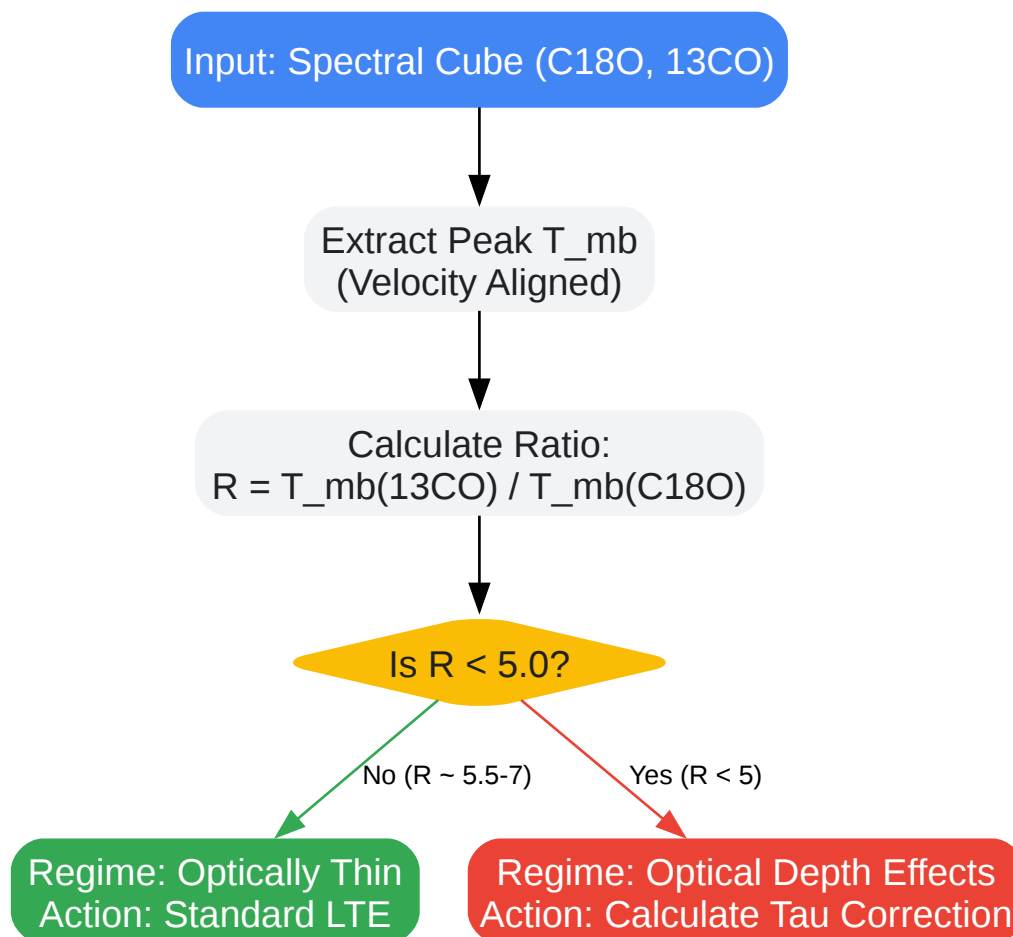 Input: Spectral Cube (C18O, 13CO)
Extract Peak T_mb
(Velocity Aligned)
Calculate Ratio:
R = T_mb(13CO) / T_mb(C18O)
Is R < 5.0?
No (R ~ 5.5-7)
Yes (R < 5)
Regime: Optically Thin
Action: Standard LTE
Regime: Optical Depth Effects
Action: Calculate Tau Correction